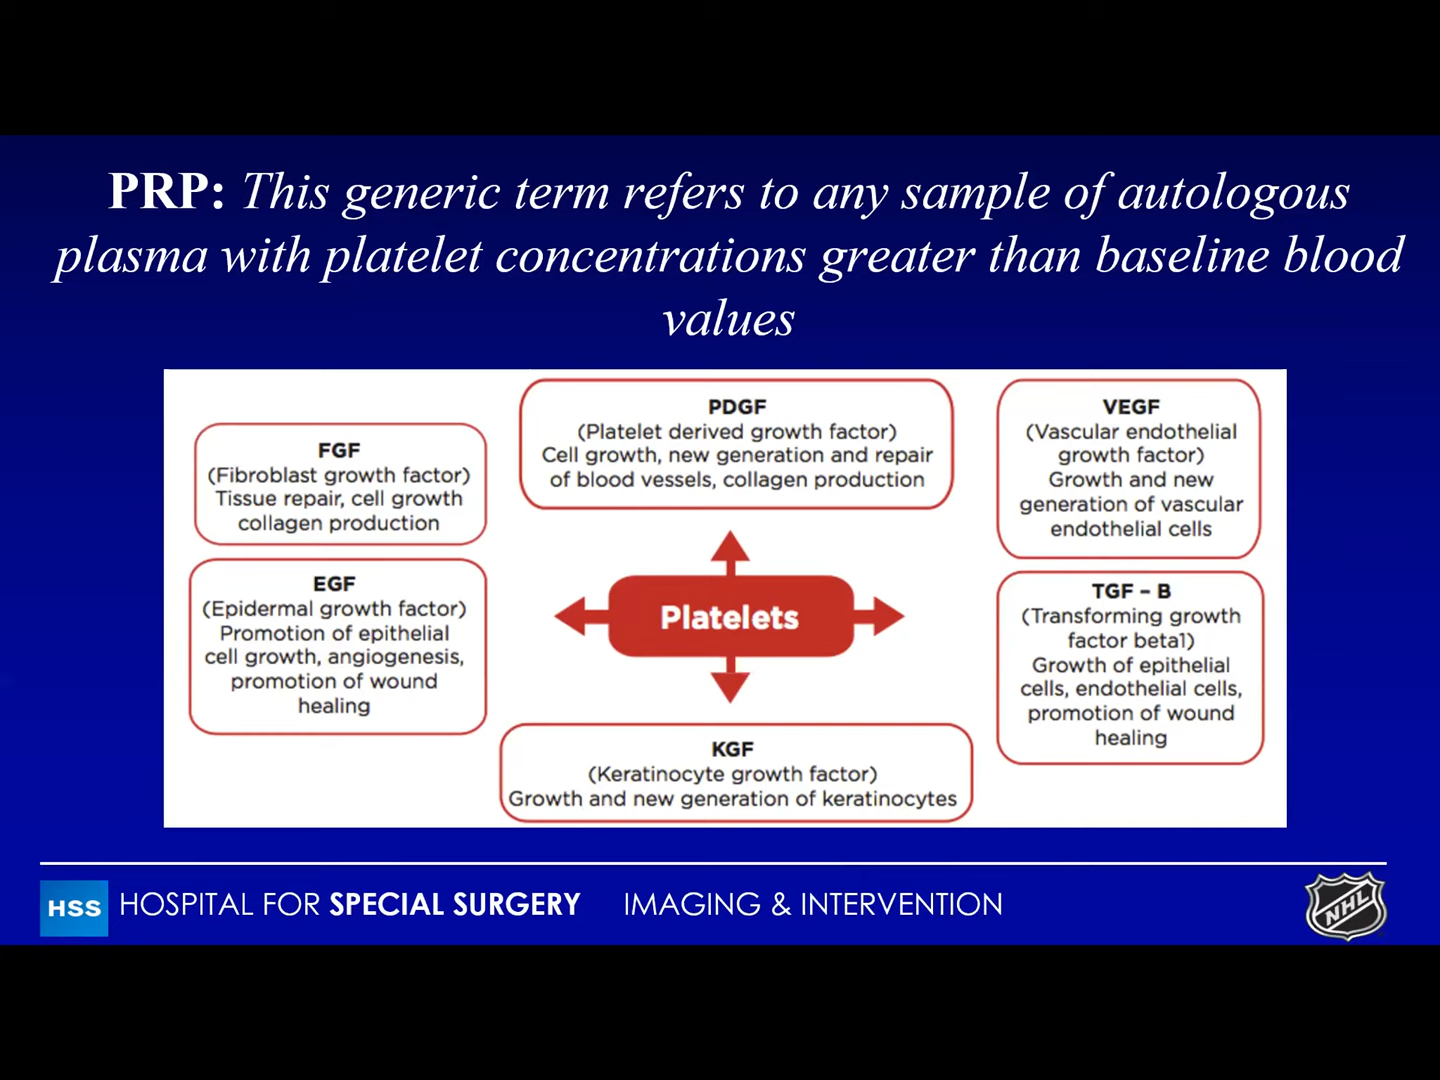 PRP: This generic term refers to any sample of autologous
plasma with platelet concentrations greater than baseline blood
values
FGF
(Fibroblast growth factor)
Tissue repair, cell growth
collagen production
PDGF
(Platelet derived growth factor)
Cell growth, new generation and repair
of blood vessels, collagen production
VEGF
(Vascular endothelial
growth factor)
Growth and new
generation of vascular
endothelial cells
EGF
(Epidermal growth factor)
Promotion of epithelial
cell growth, angiogenesis,
promotion of wound
healing
Platelets
TGF – B
(Transforming growth
factor beta1)
Growth of epithelial
cells, endothelial cells,
promotion of wound
healing
KGF
(Keratinocyte growth factor)
Growth and new generation of keratinocytes
HSS HOSPITAL FOR SPECIAL SURGERY IMAGING & INTERVENTION NHL